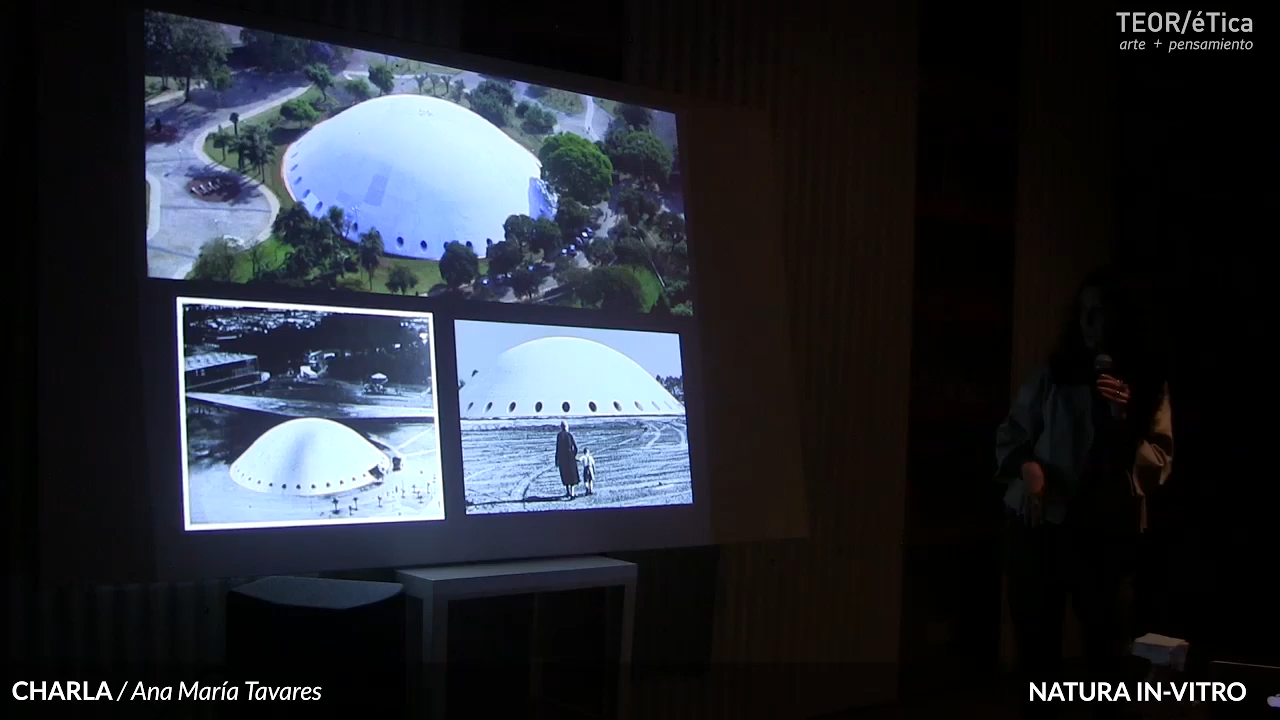 TEOR/éTica
arte + pensamiento
CHARLA / Ana María Tavares
NATURA IN-VITRO